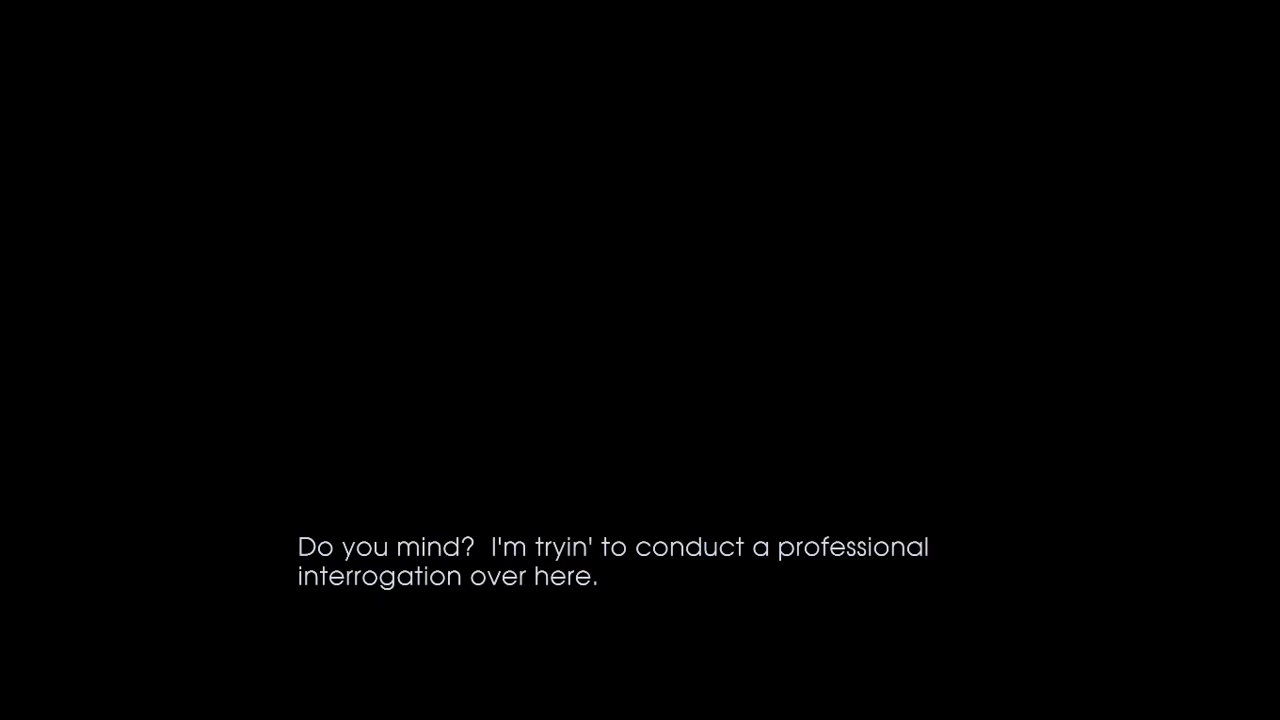 Do you mind?  I'm tryin' to conduct a professional
interrogation over here.